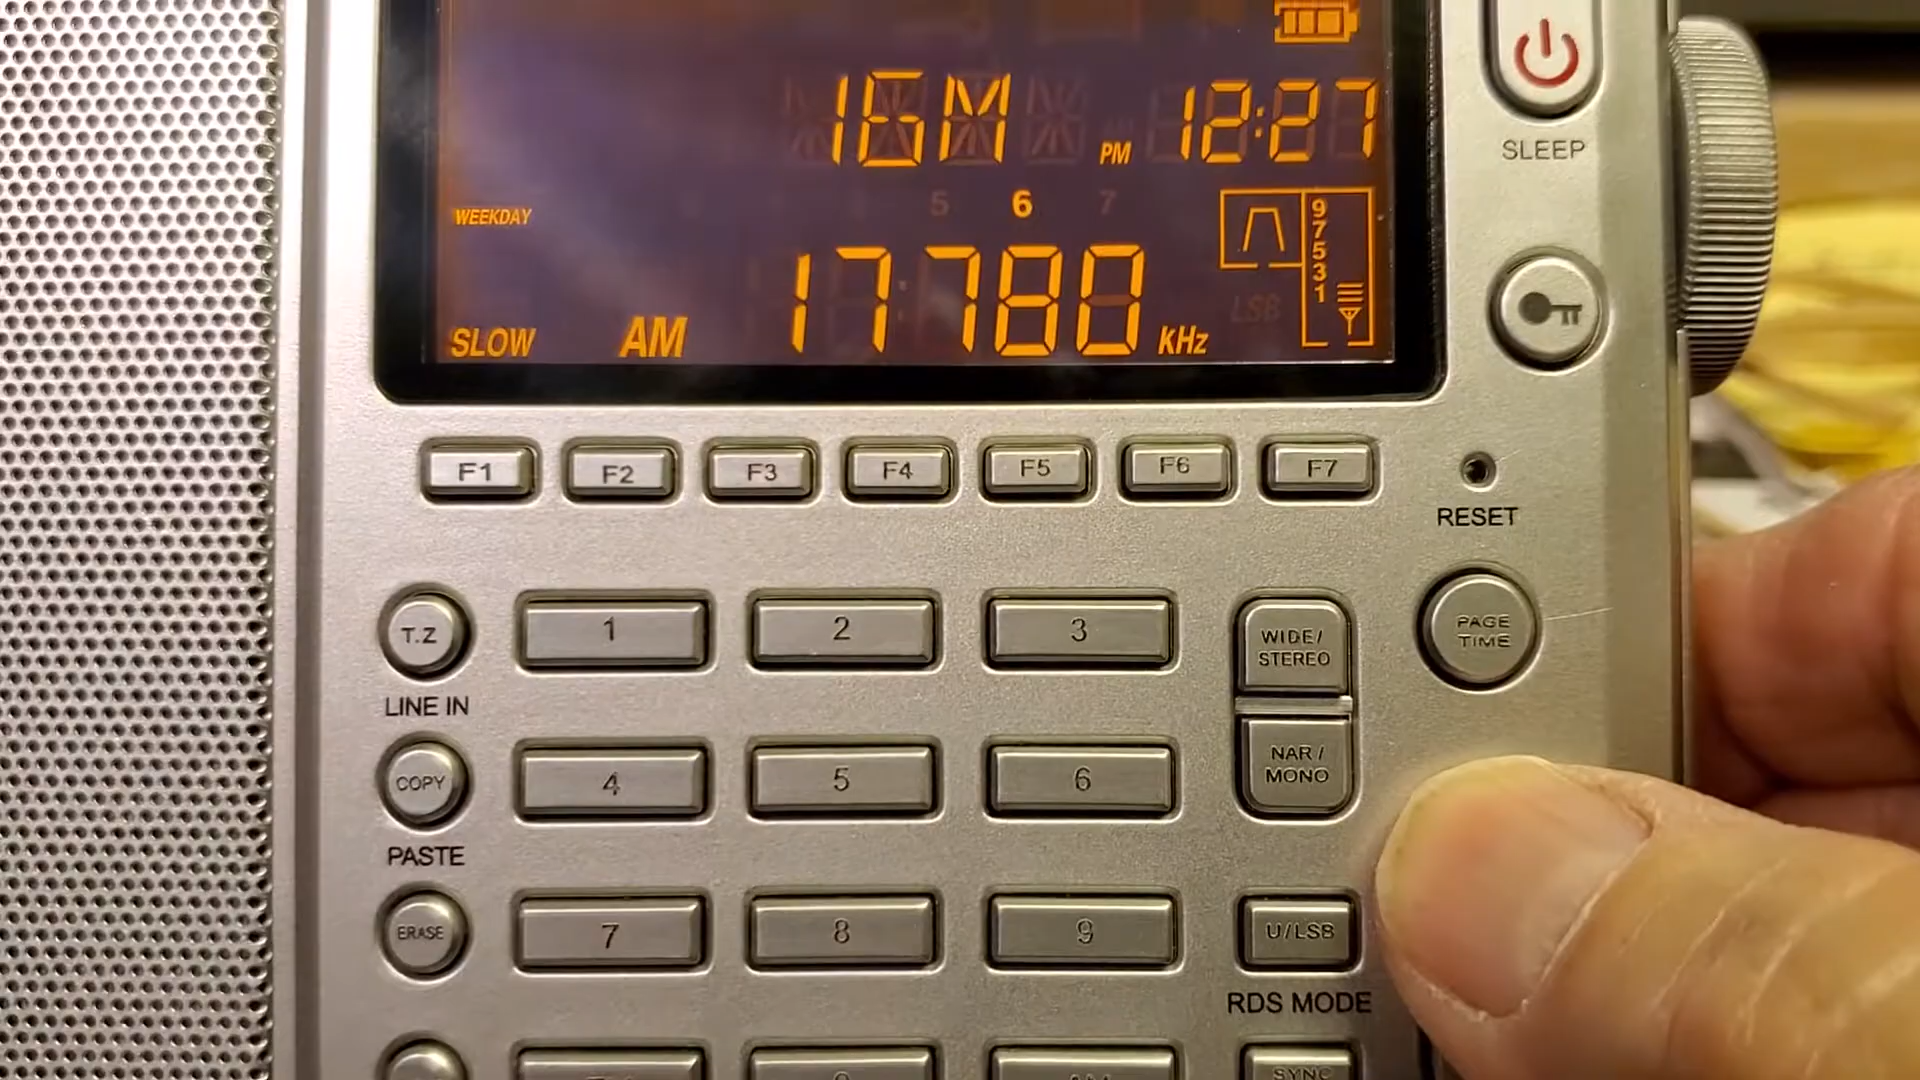 16M PM 12:27
WEEKDAY 5 6 7
9
7
5
3
1
SLOW AM 17780 KHz LSB
SLEEP
F1 F2 F3 F4 F5 F6 F7
RESET
T.Z 1 2 3 WIDE/ STEREO PAGE TIME
LINE IN
COPY 4 5 6 NAR/ MONO
PASTE
ERASE 7 8 9 U/LSB
RDS MODE
SYNC